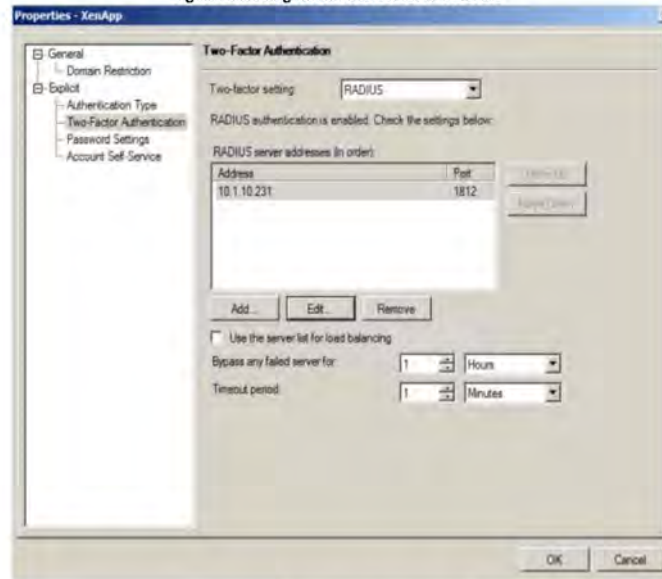 Properties - XenApp
General
Domain Restriction
Explicit
Authentication Type
Two-Factor Authentication
Password Settings
Account Self-Service
Two-Factor Authentication
Two-factor setting: RADIUS
RADIUS authentication is enabled. Check the settings below:
RADIUS server addresses (in order):
Address Port
10.1.10.231 1812
Add... Edit... Remove
Use the server list for load balancing
Bypass any failed server for: 1 Hours
Timeout period: 1 Minutes
OK Cancel